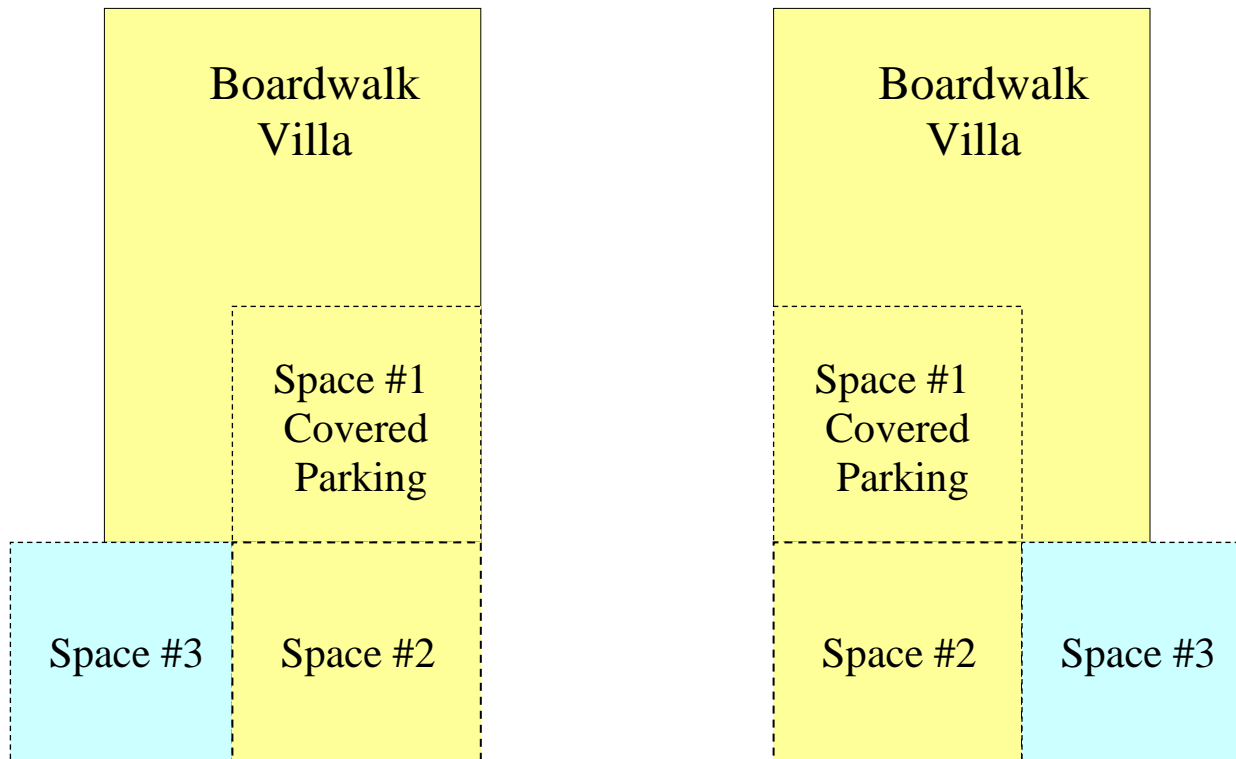 Boardwalk
Villa
Space #1
Covered
Parking
Space #3
Space #2
Boardwalk
Villa
Space #1
Covered
Parking
Space #2
Space #3